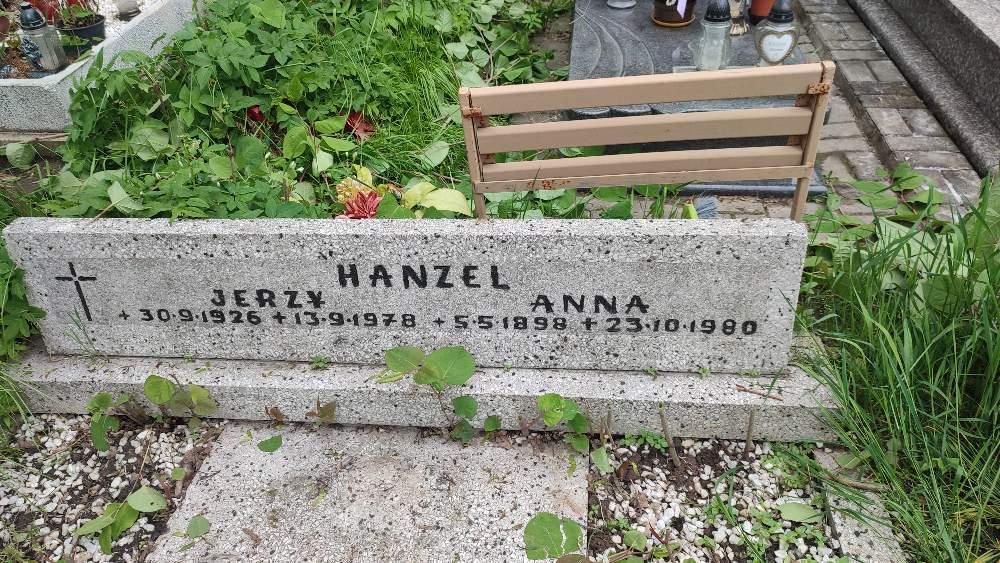 HANZEL
JERZY ANNA
+ 30·9·1926 + 13·9·1978 + 5·5·1898 + 23·10·1980